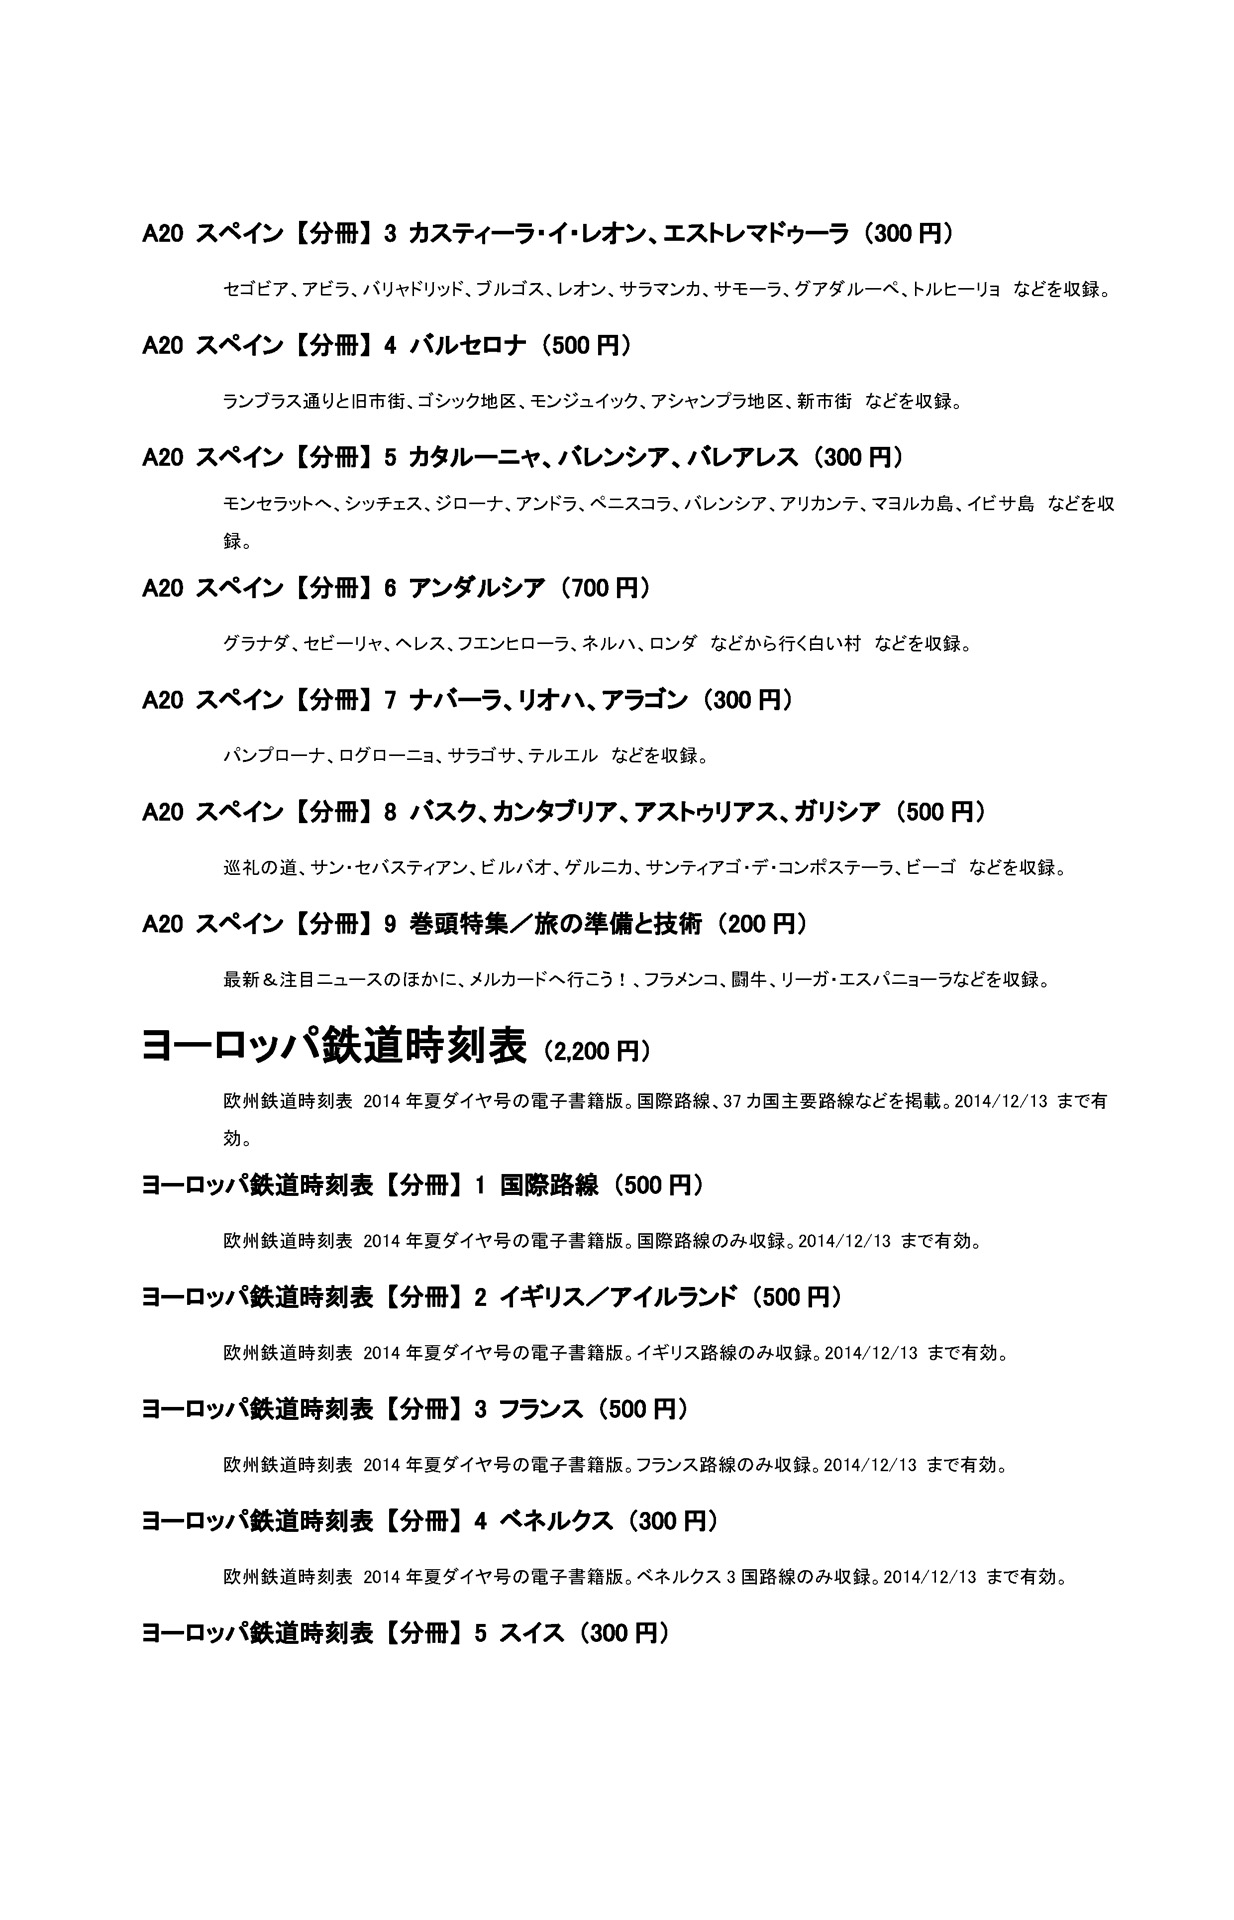 A20 スペイン【分冊】3 カスティーラ・イ・レオン、エストレマドゥーラ（300 円）
セゴビア、アビラ、バリャドリッド、ブルゴス、レオン、サラマンカ、サモーラ、グアダルーペ、トルヒーリョ などを収録。
A20 スペイン【分冊】4 バルセロナ（500 円）
ランブラス通りと旧市街、ゴシック地区、モンジュイック、アシャンプラ地区、新市街 などを収録。
A20 スペイン【分冊】5 カタルーニャ、バレンシア、バレアレス（300 円）
モンセラットへ、シッチェス、ジローナ、アンドラ、ペニスコラ、バレンシア、アリカンテ、マヨルカ島、イビサ島 などを収
録。
A20 スペイン【分冊】6 アンダルシア（700 円）
グラナダ、セビーリャ、ヘレス、フエンヒローラ、ネルハ、ロンダ などから行く白い村 などを収録。
A20 スペイン【分冊】7 ナバーラ、リオハ、アラゴン（300 円）
パンプローナ、ログローニョ、サラゴサ、テルエル などを収録。
A20 スペイン【分冊】8 バスク、カンタブリア、アストゥリアス、ガリシア（500 円）
巡礼の道、サン・セバスティアン、ビルバオ、ゲルニカ、サンティアゴ・デ・コンポステーラ、ビーゴ などを収録。
A20 スペイン【分冊】9 巻頭特集／旅の準備と技術（200 円）
最新＆注目ニュースのほかに、メルカードへ行こう！、フラメンコ、闘牛、リーガ・エスパニョーラなどを収録。
ヨーロッパ鉄道時刻表（2,200 円）
欧州鉄道時刻表 2014 年夏ダイヤ号の電子書籍版。国際路線、37 カ国主要路線などを掲載。2014/12/13 まで有
効。
ヨーロッパ鉄道時刻表【分冊】1 国際路線（500 円）
欧州鉄道時刻表 2014 年夏ダイヤ号の電子書籍版。国際路線のみ収録。2014/12/13 まで有効。
ヨーロッパ鉄道時刻表【分冊】2 イギリス／アイルランド（500 円）
欧州鉄道時刻表 2014 年夏ダイヤ号の電子書籍版。イギリス路線のみ収録。2014/12/13 まで有効。
ヨーロッパ鉄道時刻表【分冊】3 フランス（500 円）
欧州鉄道時刻表 2014 年夏ダイヤ号の電子書籍版。フランス路線のみ収録。2014/12/13 まで有効。
ヨーロッパ鉄道時刻表【分冊】4 ベネルクス（300 円）
欧州鉄道時刻表 2014 年夏ダイヤ号の電子書籍版。ベネルクス 3 国路線のみ収録。2014/12/13 まで有効。
ヨーロッパ鉄道時刻表【分冊】5 スイス（300 円）